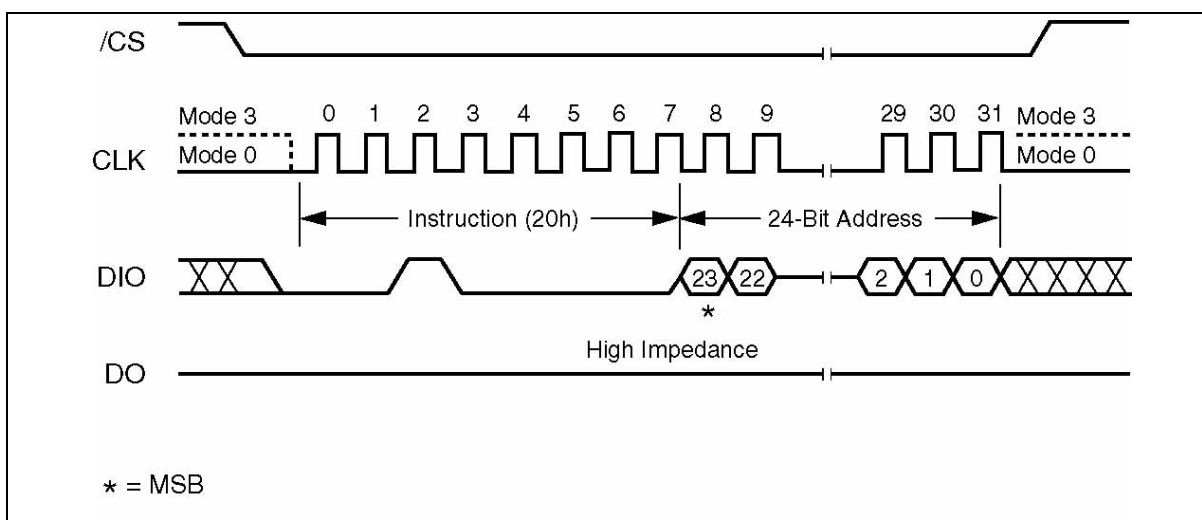 /CS
Mode 3 0 1 2 3 4 5 6 7 8 9 29 30 31 Mode 3
CLK Mode 0 Mode 0
Instruction (20h) 24-Bit Address
DIO 23 22 2 1 0
*
High Impedance
DO
* = MSB